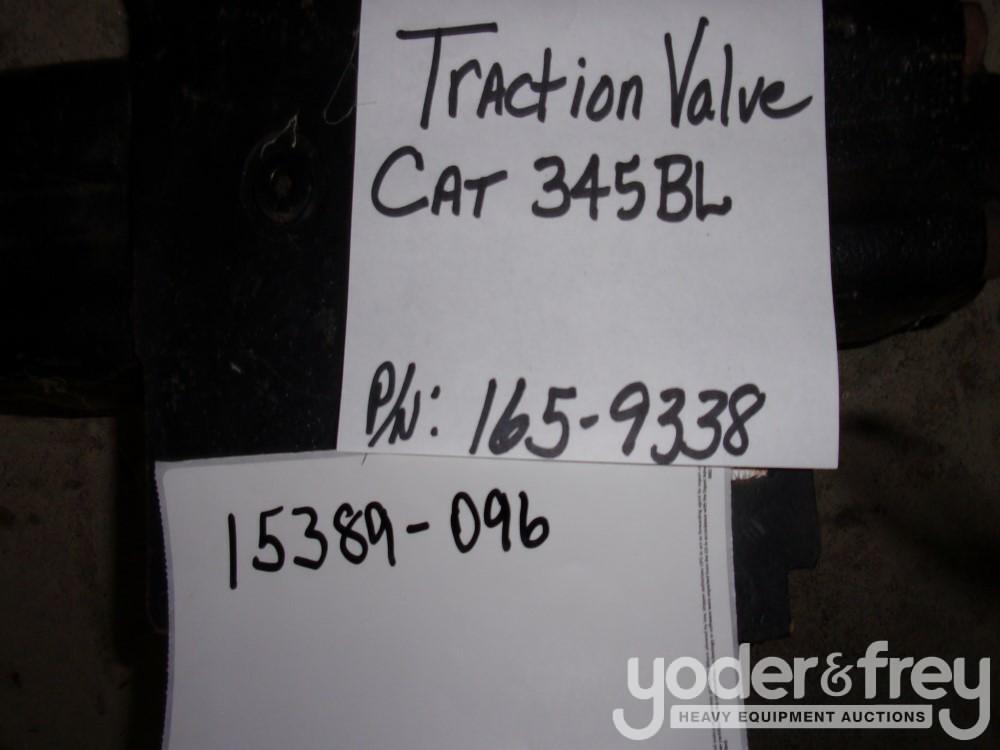 Traction Valve
CAT 345BL
P/N: 165-9338
15389-096
yoder&frey
HEAVY EQUIPMENT AUCTIONS